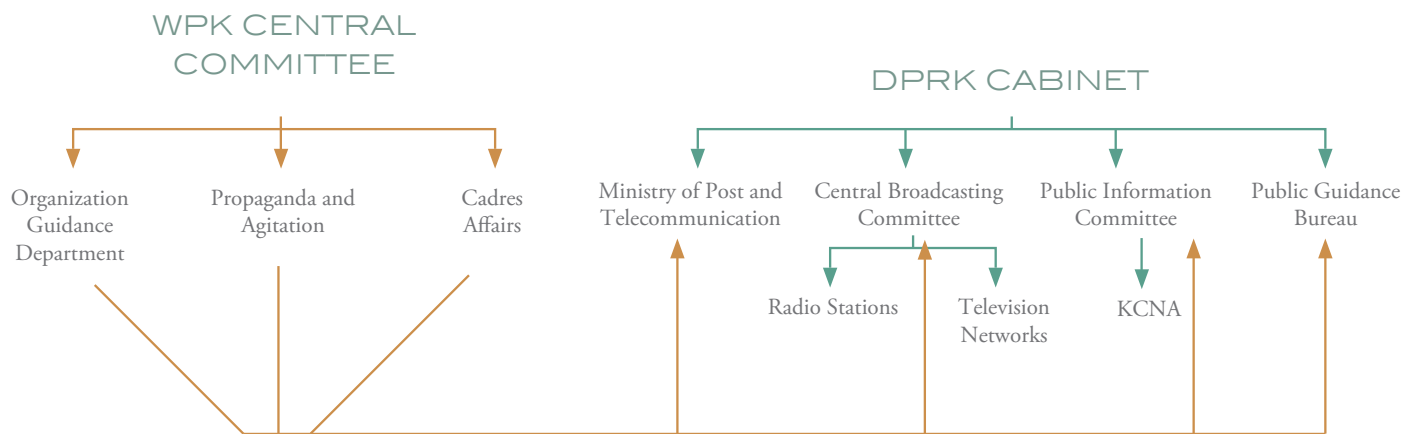 WPK CENTRAL
COMMITTEE
DPRK CABINET
Organization
Guidance
Department
Propaganda and
Agitation
Cadres
Affairs
Ministry of Post and
Telecommunication
Central Broadcasting
Committee
Public Information
Committee
Public Guidance
Bureau
Radio Stations
Television
Networks
KCNA